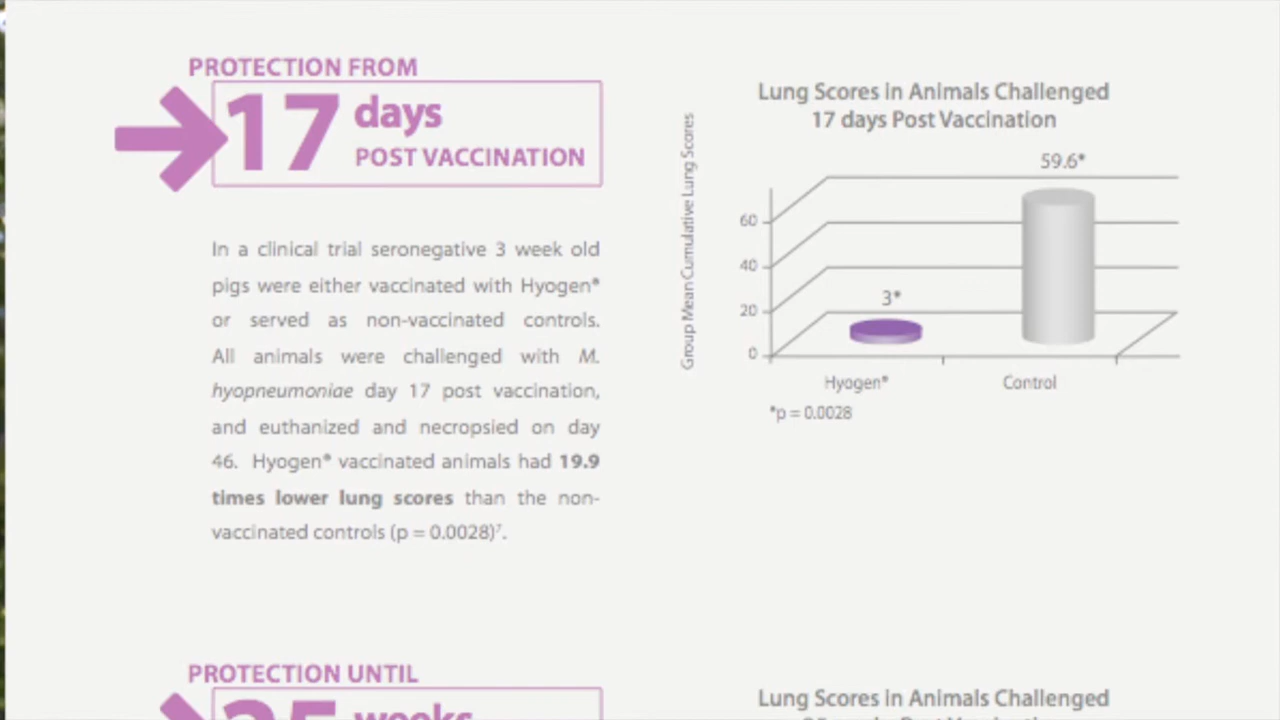 PROTECTION FROM
17 days
POST VACCINATION
In a clinical trial seronegative 3 week old
pigs were either vaccinated with Hyogen®
or served as non-vaccinated controls.
All animals were challenged with M.
hyopneumoniae day 17 post vaccination,
and euthanized and necropsied on day
46. Hyogen® vaccinated animals had 19.9
times lower lung scores than the non-
vaccinated controls (p = 0.0028)⁷.
Lung Scores in Animals Challenged
17 days Post Vaccination
Group Mean Cumulative Lung Scores
59.6*
60
40
3*
20
0
Hyogen® Control
*p = 0.0028
PROTECTION UNTIL
weeks
Lung Scores in Animals Challenged